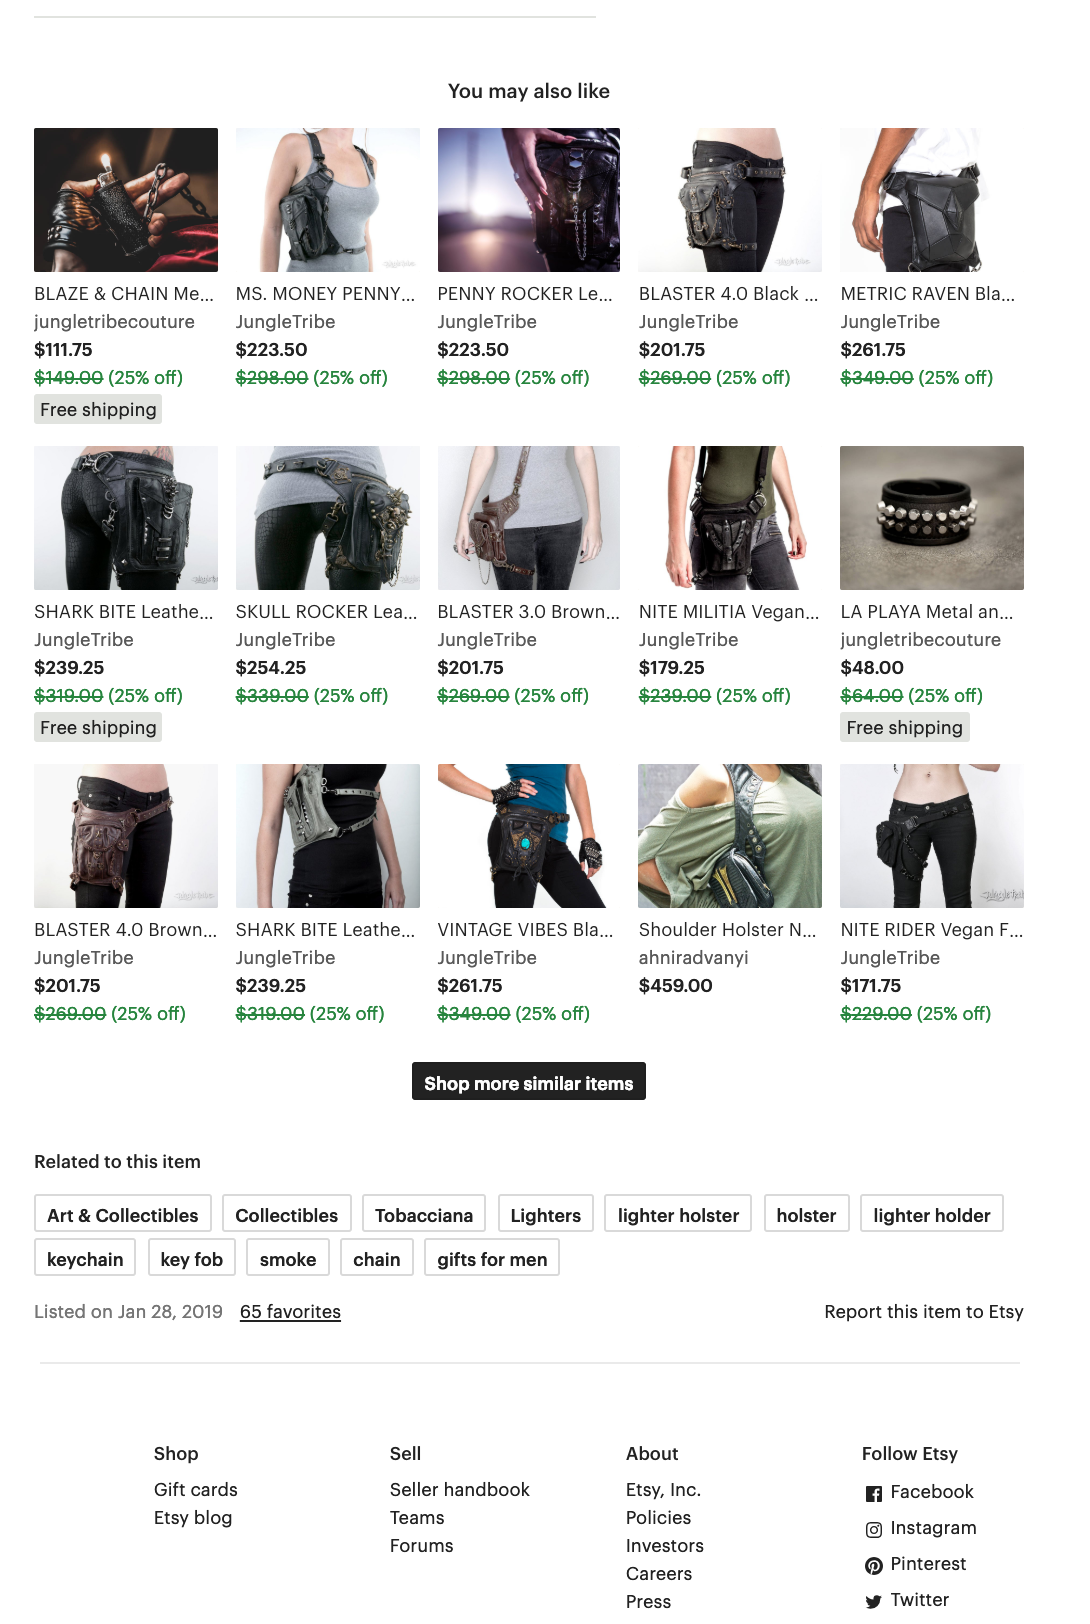 You may also like
BLAZE & CHAIN Me...
jungletribecouture
$111.75
$149.00 (25% off)
Free shipping
MS. MONEY PENNY...
JungleTribe
$223.50
$298.00 (25% off)
PENNY ROCKER Le...
JungleTribe
$223.50
$298.00 (25% off)
BLASTER 4.0 Black ...
JungleTribe
$201.75
$269.00 (25% off)
METRIC RAVEN Bla...
JungleTribe
$261.75
$349.00 (25% off)
SHARK BITE Leathe...
JungleTribe
$239.25
$319.00 (25% off)
Free shipping
SKULL ROCKER Lea...
JungleTribe
$254.25
$339.00 (25% off)
BLASTER 3.0 Brown...
JungleTribe
$201.75
$269.00 (25% off)
NITE MILITIA Vegan...
JungleTribe
$179.25
$239.00 (25% off)
LA PLAYA Metal an...
jungletribecouture
$48.00
$64.00 (25% off)
Free shipping
BLASTER 4.0 Brown...
JungleTribe
$201.75
$269.00 (25% off)
SHARK BITE Leathe...
JungleTribe
$239.25
$319.00 (25% off)
VINTAGE VIBES Bla...
JungleTribe
$261.75
$349.00 (25% off)
Shoulder Holster N...
ahniradvanyi
$459.00
NITE RIDER Vegan F...
JungleTribe
$171.75
$229.00 (25% off)
Shop more similar items
Related to this item
Art & Collectibles
Collectibles
Tobacciana
Lighters
lighter holster
holster
lighter holder
keychain
key fob
smoke
chain
gifts for men
Listed on Jan 28, 2019
65 favorites
Report this item to Etsy
Shop
Gift cards
Etsy blog
Sell
Seller handbook
Teams
Forums
About
Etsy, Inc.
Policies
Investors
Careers
Press
Follow Etsy
Facebook
Instagram
Pinterest
Twitter